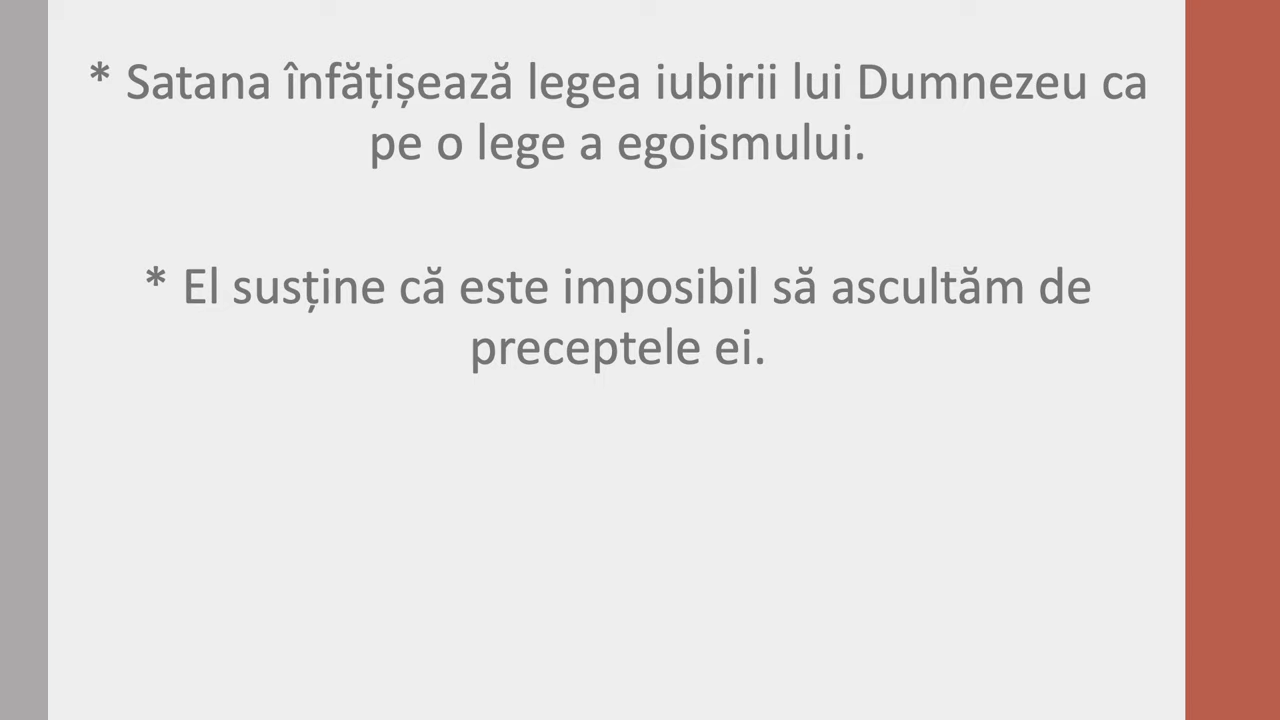 * Satana înfățișează legea iubirii lui Dumnezeu ca
pe o lege a egoismului.
* El susține că este imposibil să ascultăm de
preceptele ei.